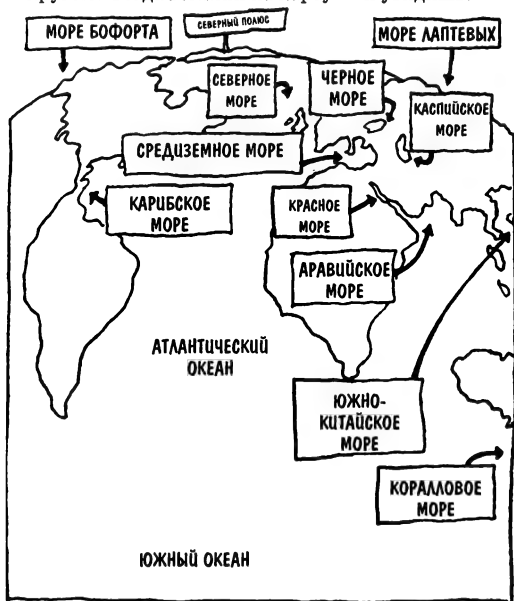 СЕВЕРНЫЙ ПОЛЮС
МОРЕ БОФОРТА
МОРЕ ЛАПТЕВЫХ
СЕВЕРНОЕ
МОРЕ
ЧЕРНОЕ
МОРЕ
КАСПИЙСКОЕ
МОРЕ
СРЕДИЗЕМНОЕ МОРЕ
КАРИБСКОЕ
МОРЕ
КРАСНОЕ
МОРЕ
АРАВИЙСКОЕ
МОРЕ
АТЛАНТИЧЕСКИЙ
ОКЕАН
ЮЖНО-
КИТАЙСКОЕ
МОРЕ
КОРАЛЛОВОЕ
МОРЕ
ЮЖНЫЙ ОКЕАН